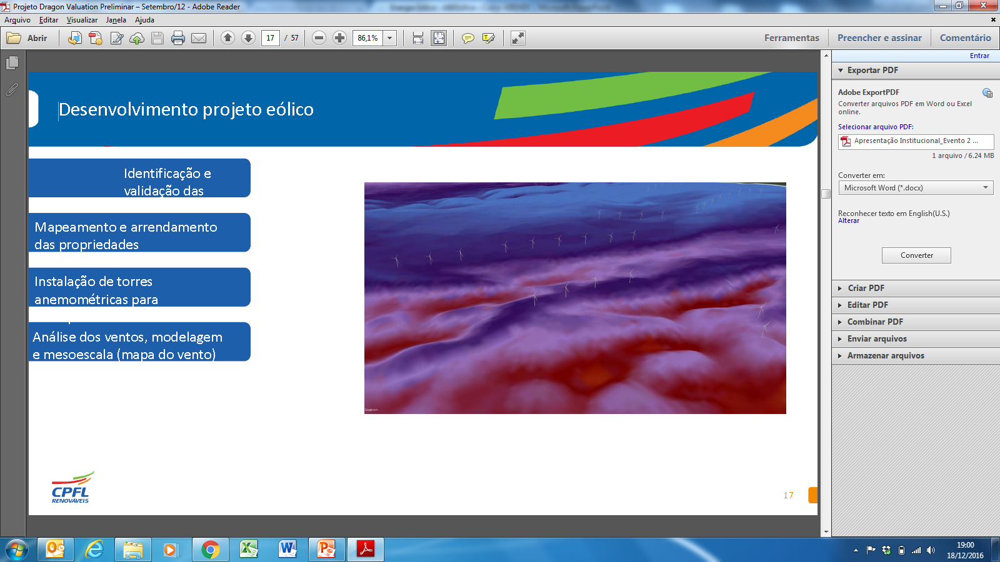 Projeto Dragon Valuation Preliminar – Setembro/12 - Adobe Reader
Arquivo Editar Visualizar Janela Ajuda
Abrir
17 / 57
86,1%
Ferramentas
Preencher e assinar
Comentário
Entrar
Exportar PDF
Adobe ExportPDF
Converter arquivos PDF em Word ou Excel
online.
Selecionar arquivo PDF:
Apresentação Institucional_Evento 2 ...
1 arquivo / 6.24 MB
Converter em:
Microsoft Word (*.docx)
Reconhecer texto em English(U.S.)
Alterar
Converter
Criar PDF
Editar PDF
Combinar PDF
Enviar arquivos
Armazenar arquivos
Desenvolvimento projeto eólico
Identificação e
validação das
Mapeamento e arrendamento
das propriedades
Instalação de torres
anemométricas para
Análise dos ventos, modelagem
e mesoescala (mapa do vento)
CPFL
RENOVÁVEIS
17
19:00
18/12/2016